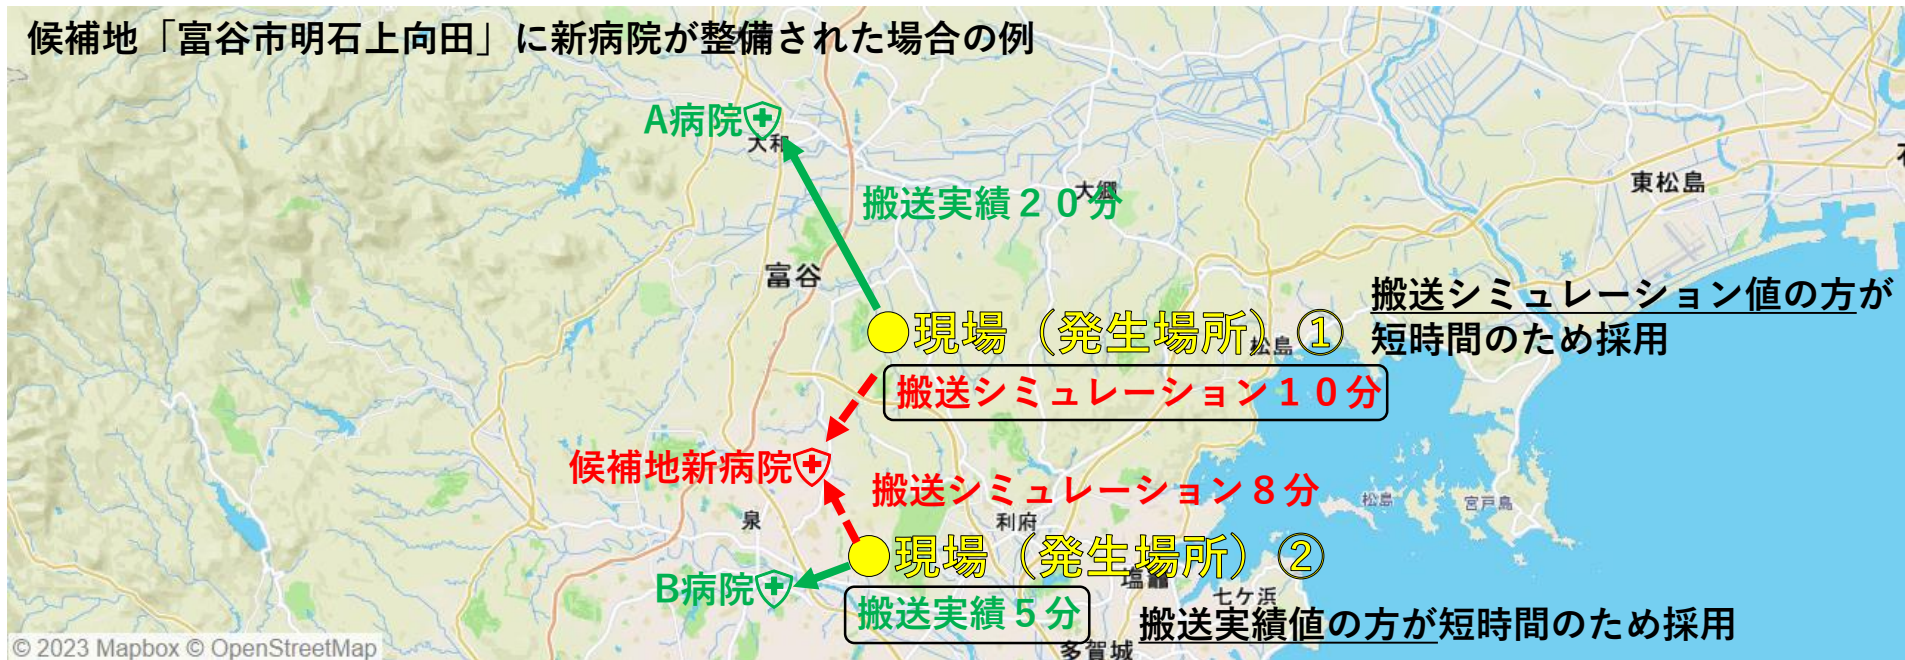 候補地「富谷市明石上向田」に新病院が整備された場合の例
A病院
大和
搬送実績２０分
大郷
東松島
富谷
搬送シミュレーション値の方が
短時間のため採用
現場（発生場所）①
松島
搬送シミュレーション１０分
候補地新病院
搬送シミュレーション８分
松島
宮戸島
泉
利府
現場（発生場所）②
塩竈
B病院
搬送実績５分
七ケ浜
搬送実績値の方が短時間のため採用
多賀城
© 2023 Mapbox © OpenStreetMap